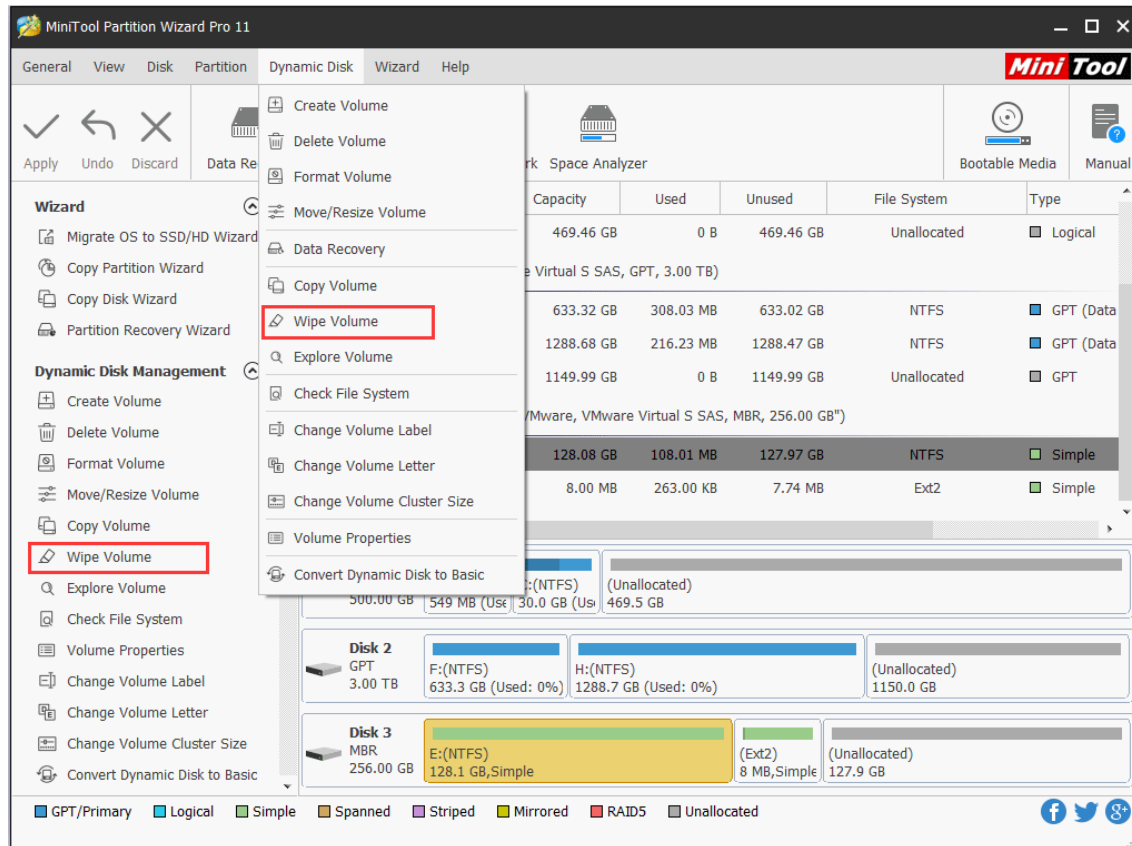 MiniTool Partition Wizard Pro 11
General View Disk Partition Dynamic Disk Wizard Help
Mini Tool
Apply Undo Discard Data Re
Space Analyzer
Bootable Media Manual
Create Volume
Delete Volume
Format Volume
Move/Resize Volume
Data Recovery
Copy Volume
Wipe Volume
Explore Volume
Check File System
Change Volume Label
Change Volume Letter
Change Volume Cluster Size
Volume Properties
Convert Dynamic Disk to Basic
Wizard
Migrate OS to SSD/HD Wizard
Copy Partition Wizard
Copy Disk Wizard
Partition Recovery Wizard
Dynamic Disk Management
Create Volume
Delete Volume
Format Volume
Move/Resize Volume
Copy Volume
Wipe Volume
Explore Volume
Check File System
Volume Properties
Change Volume Label
Change Volume Letter
Change Volume Cluster Size
Convert Dynamic Disk to Basic
Capacity Used Unused File System Type
469.46 GB 0 B 469.46 GB Unallocated Logical
e Virtual S SAS, GPT, 3.00 TB)
633.32 GB 308.03 MB 633.02 GB NTFS GPT (Data
1288.68 GB 216.23 MB 1288.47 GB NTFS GPT (Data
1149.99 GB 0 B 1149.99 GB Unallocated GPT
VMware, VMware Virtual S SAS, MBR, 256.00 GB")
128.08 GB 108.01 MB 127.97 GB NTFS Simple
8.00 MB 263.00 KB 7.74 MB Ext2 Simple
:(NTFS) (Unallocated)
500.00 GB 549 MB (Use 30.0 GB (Us 469.5 GB
Disk 2
GPT
3.00 TB
F:(NTFS)
633.3 GB (Used: 0%)
H:(NTFS)
1288.7 GB (Used: 0%)
(Unallocated)
1150.0 GB
Disk 3
MBR
256.00 GB
E:(NTFS)
128.1 GB,Simple
(Ext2)
8 MB,Simple
(Unallocated)
127.9 GB
GPT/Primary Logical Simple Spanned Striped Mirrored RAID5 Unallocated